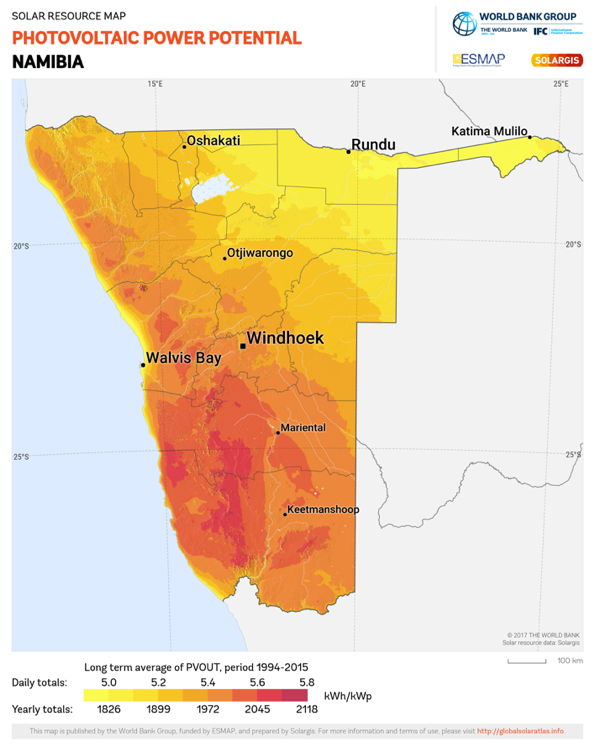 SOLAR RESOURCE MAP
PHOTOVOLTAIC POWER POTENTIAL
NAMIBIA
WORLD BANK GROUP
THE WORLD BANK IFC
ESMAP
SOLARGIS
15°E 20°E 25°E
Katima Mulilo
Oshakati
Rundu
20°S 20°S
Otjiwarongo
Windhoek
Walvis Bay
Mariental
25°S 25°S
Keetmanshoop
© 2017 THE WORLD BANK
Solar resource data: Solargis
100 km
Long term average of PVOUT, period 1994-2015
Daily totals: 5.0 5.2 5.4 5.6 5.8
kWh/kWp
Yearly totals: 1826 1899 1972 2045 2118
This map is published by the World Bank Group, funded by ESMAP, and prepared by Solargis. For more information and terms of use, please visit http://globalsolaratlas.info.